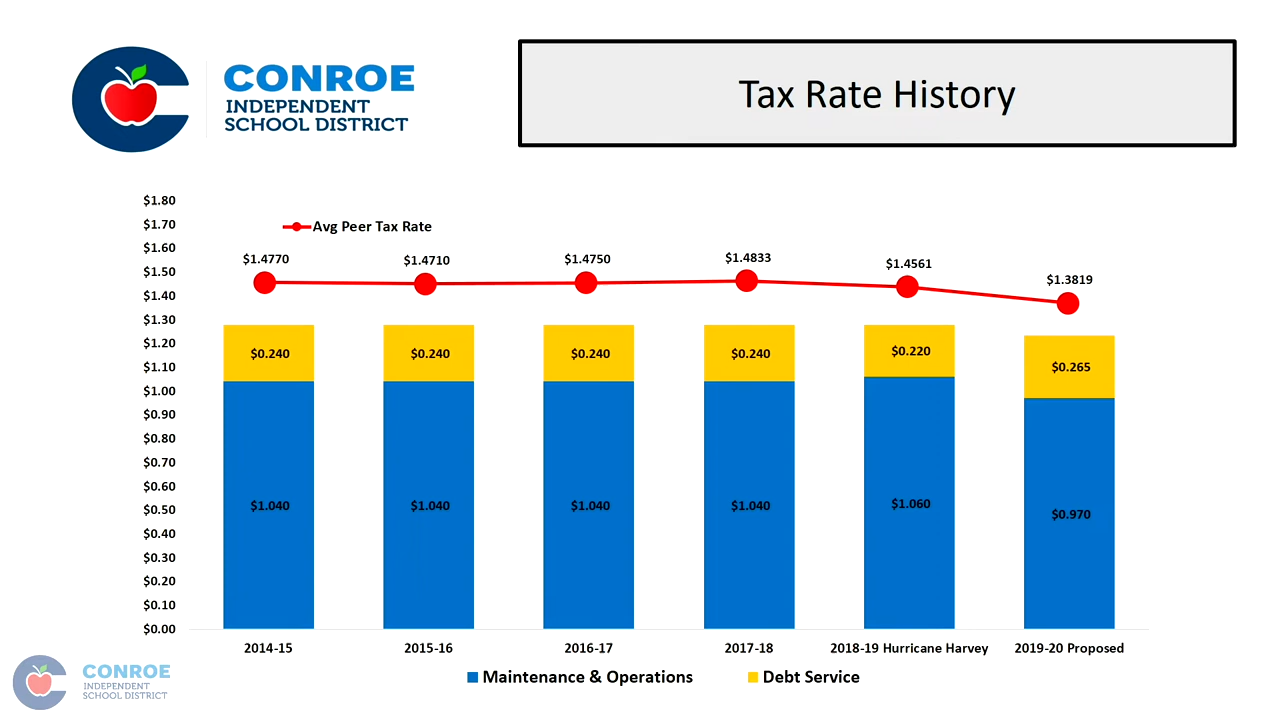 CONROE
INDEPENDENT
SCHOOL DISTRICT
Tax Rate History
$1.80
$1.70
$1.60
$1.50
$1.40
$1.30
$1.20
$1.10
$1.00
$0.90
$0.80
$0.70
$0.60
$0.50
$0.40
$0.30
$0.20
$0.10
$0.00
Avg Peer Tax Rate
$1.4770 $1.4710 $1.4750 $1.4833 $1.4561 $1.3819
$0.240 $0.240 $0.240 $0.240 $0.220 $0.265
$1.040 $1.040 $1.040 $1.040 $1.060 $0.970
2014-15 2015-16 2016-17 2017-18 2018-19 Hurricane Harvey 2019-20 Proposed
Maintenance & Operations Debt Service
CONROE
INDEPENDENT
SCHOOL DISTRICT